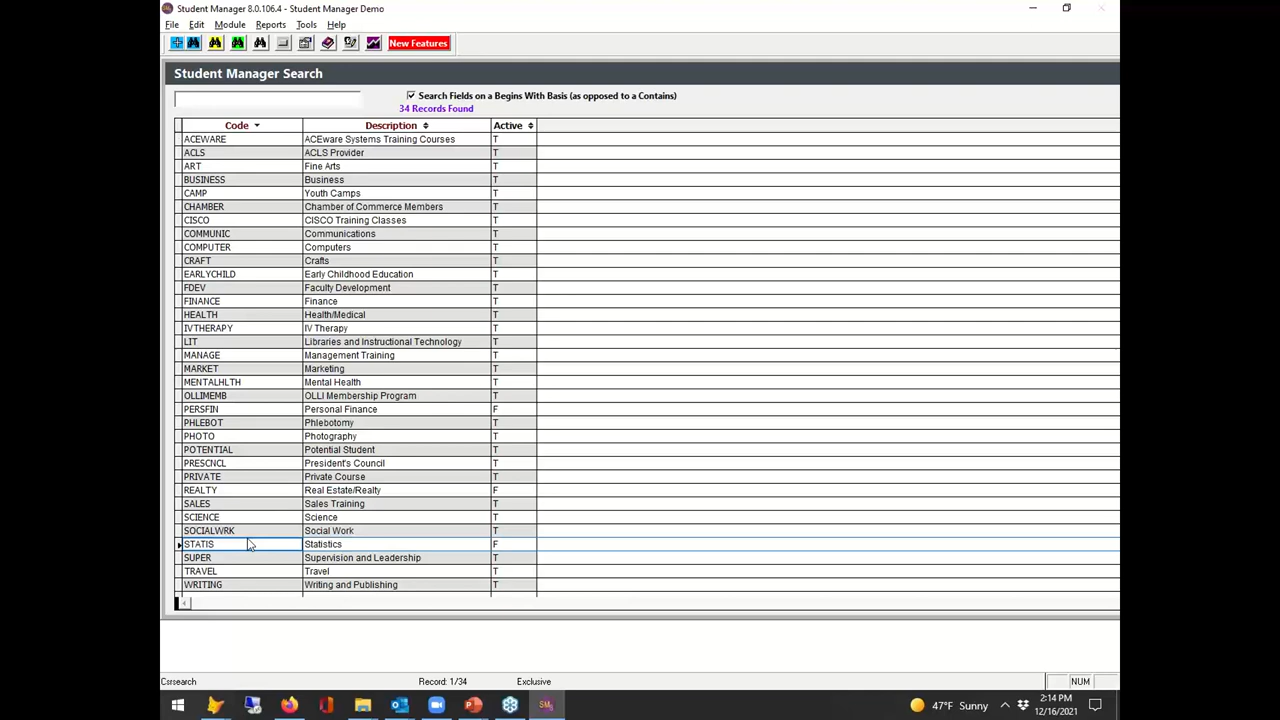 Student Manager 8.0.106.4 - Student Manager Demo
File Edit Module Reports Tools Help
New Features
Student Manager Search
Search Fields on a Begins With Basis (as opposed to a Contains)
34 Records Found
Code Description Active
ACEWARE ACEware Systems Training Courses T
ACLS ACLS Provider T
ART Fine Arts T
BUSINESS Business T
CAMP Youth Camps T
CHAMBER Chamber of Commerce Members T
CISCO CISCO Training Classes T
COMMUNIC Communications T
COMPUTER Computers T
CRAFT Crafts T
EARLYCHILD Early Childhood Education T
FDEV Faculty Development T
FINANCE Finance T
HEALTH Health/Medical T
IVTHERAPY IV Therapy T
LIT Libraries and Instructional Technology T
MANAGE Management Training T
MARKET Marketing T
MENTALHLTH Mental Health T
OLLIMEMB OLLI Membership Program T
PERSFIN Personal Finance F
PHLEBOT Phlebotomy T
PHOTO Photography T
POTENTIAL Potential Student T
PRESCNCL President's Council T
PRIVATE Private Course T
REALTY Real Estate/Realty F
SALES Sales Training T
SCIENCE Science T
SOCIALWRK Social Work T
STATIS Statistics F
SUPER Supervision and Leadership T
TRAVEL Travel T
WRITING Writing and Publishing T
Csrsearch Record: 1/34 Exclusive NUM
47°F Sunny 2:14 PM
12/16/2021